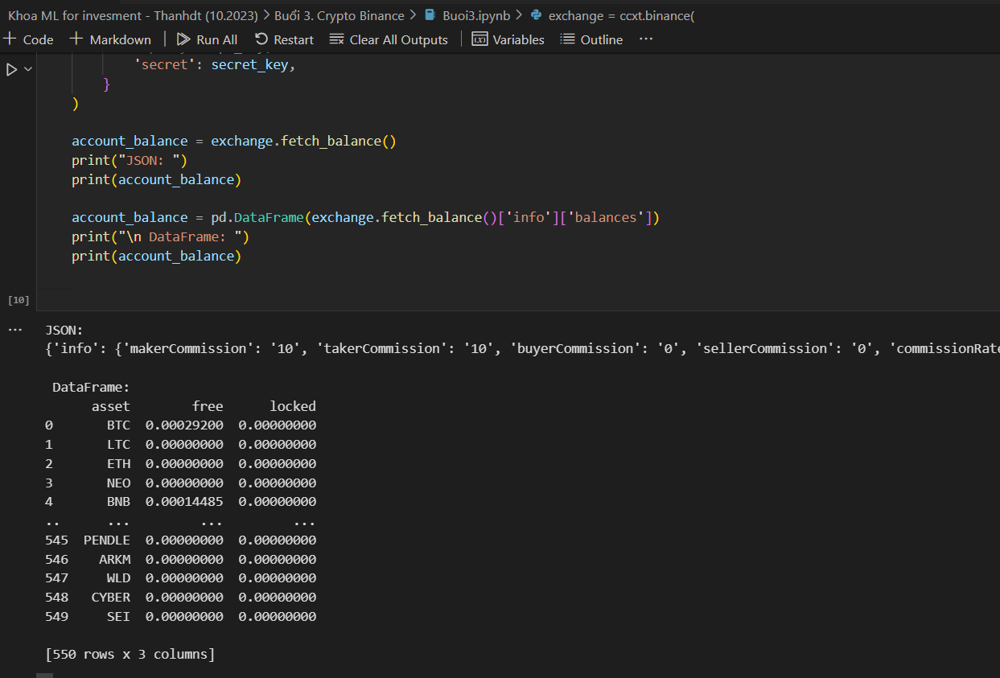 Khoa ML for invesment - Thanhdt (10.2023) > Buổi 3. Crypto Binance > Buoi3.ipynb > exchange = ccxt.binance(
+ Code + Markdown | Run All Restart Clear All Outputs | Variables Outline ...
'secret': secret_key,
}
)
account_balance = exchange.fetch_balance()
print("JSON: ")
print(account_balance)
account_balance = pd.DataFrame(exchange.fetch_balance()['info']['balances'])
print("\n DataFrame: ")
print(account_balance)
[10]
... JSON:
{'info': {'makerCommission': '10', 'takerCommission': '10', 'buyerCommission': '0', 'sellerCommission': '0', 'commissionRate
DataFrame:
asset free locked
0 BTC 0.00029200 0.00000000
1 LTC 0.00000000 0.00000000
2 ETH 0.00000000 0.00000000
3 NEO 0.00000000 0.00000000
4 BNB 0.00014485 0.00000000
.. ... ... ...
545 PENDLE 0.00000000 0.00000000
546 ARKM 0.00000000 0.00000000
547 WLD 0.00000000 0.00000000
548 CYBER 0.00000000 0.00000000
549 SEI 0.00000000 0.00000000
[550 rows x 3 columns]